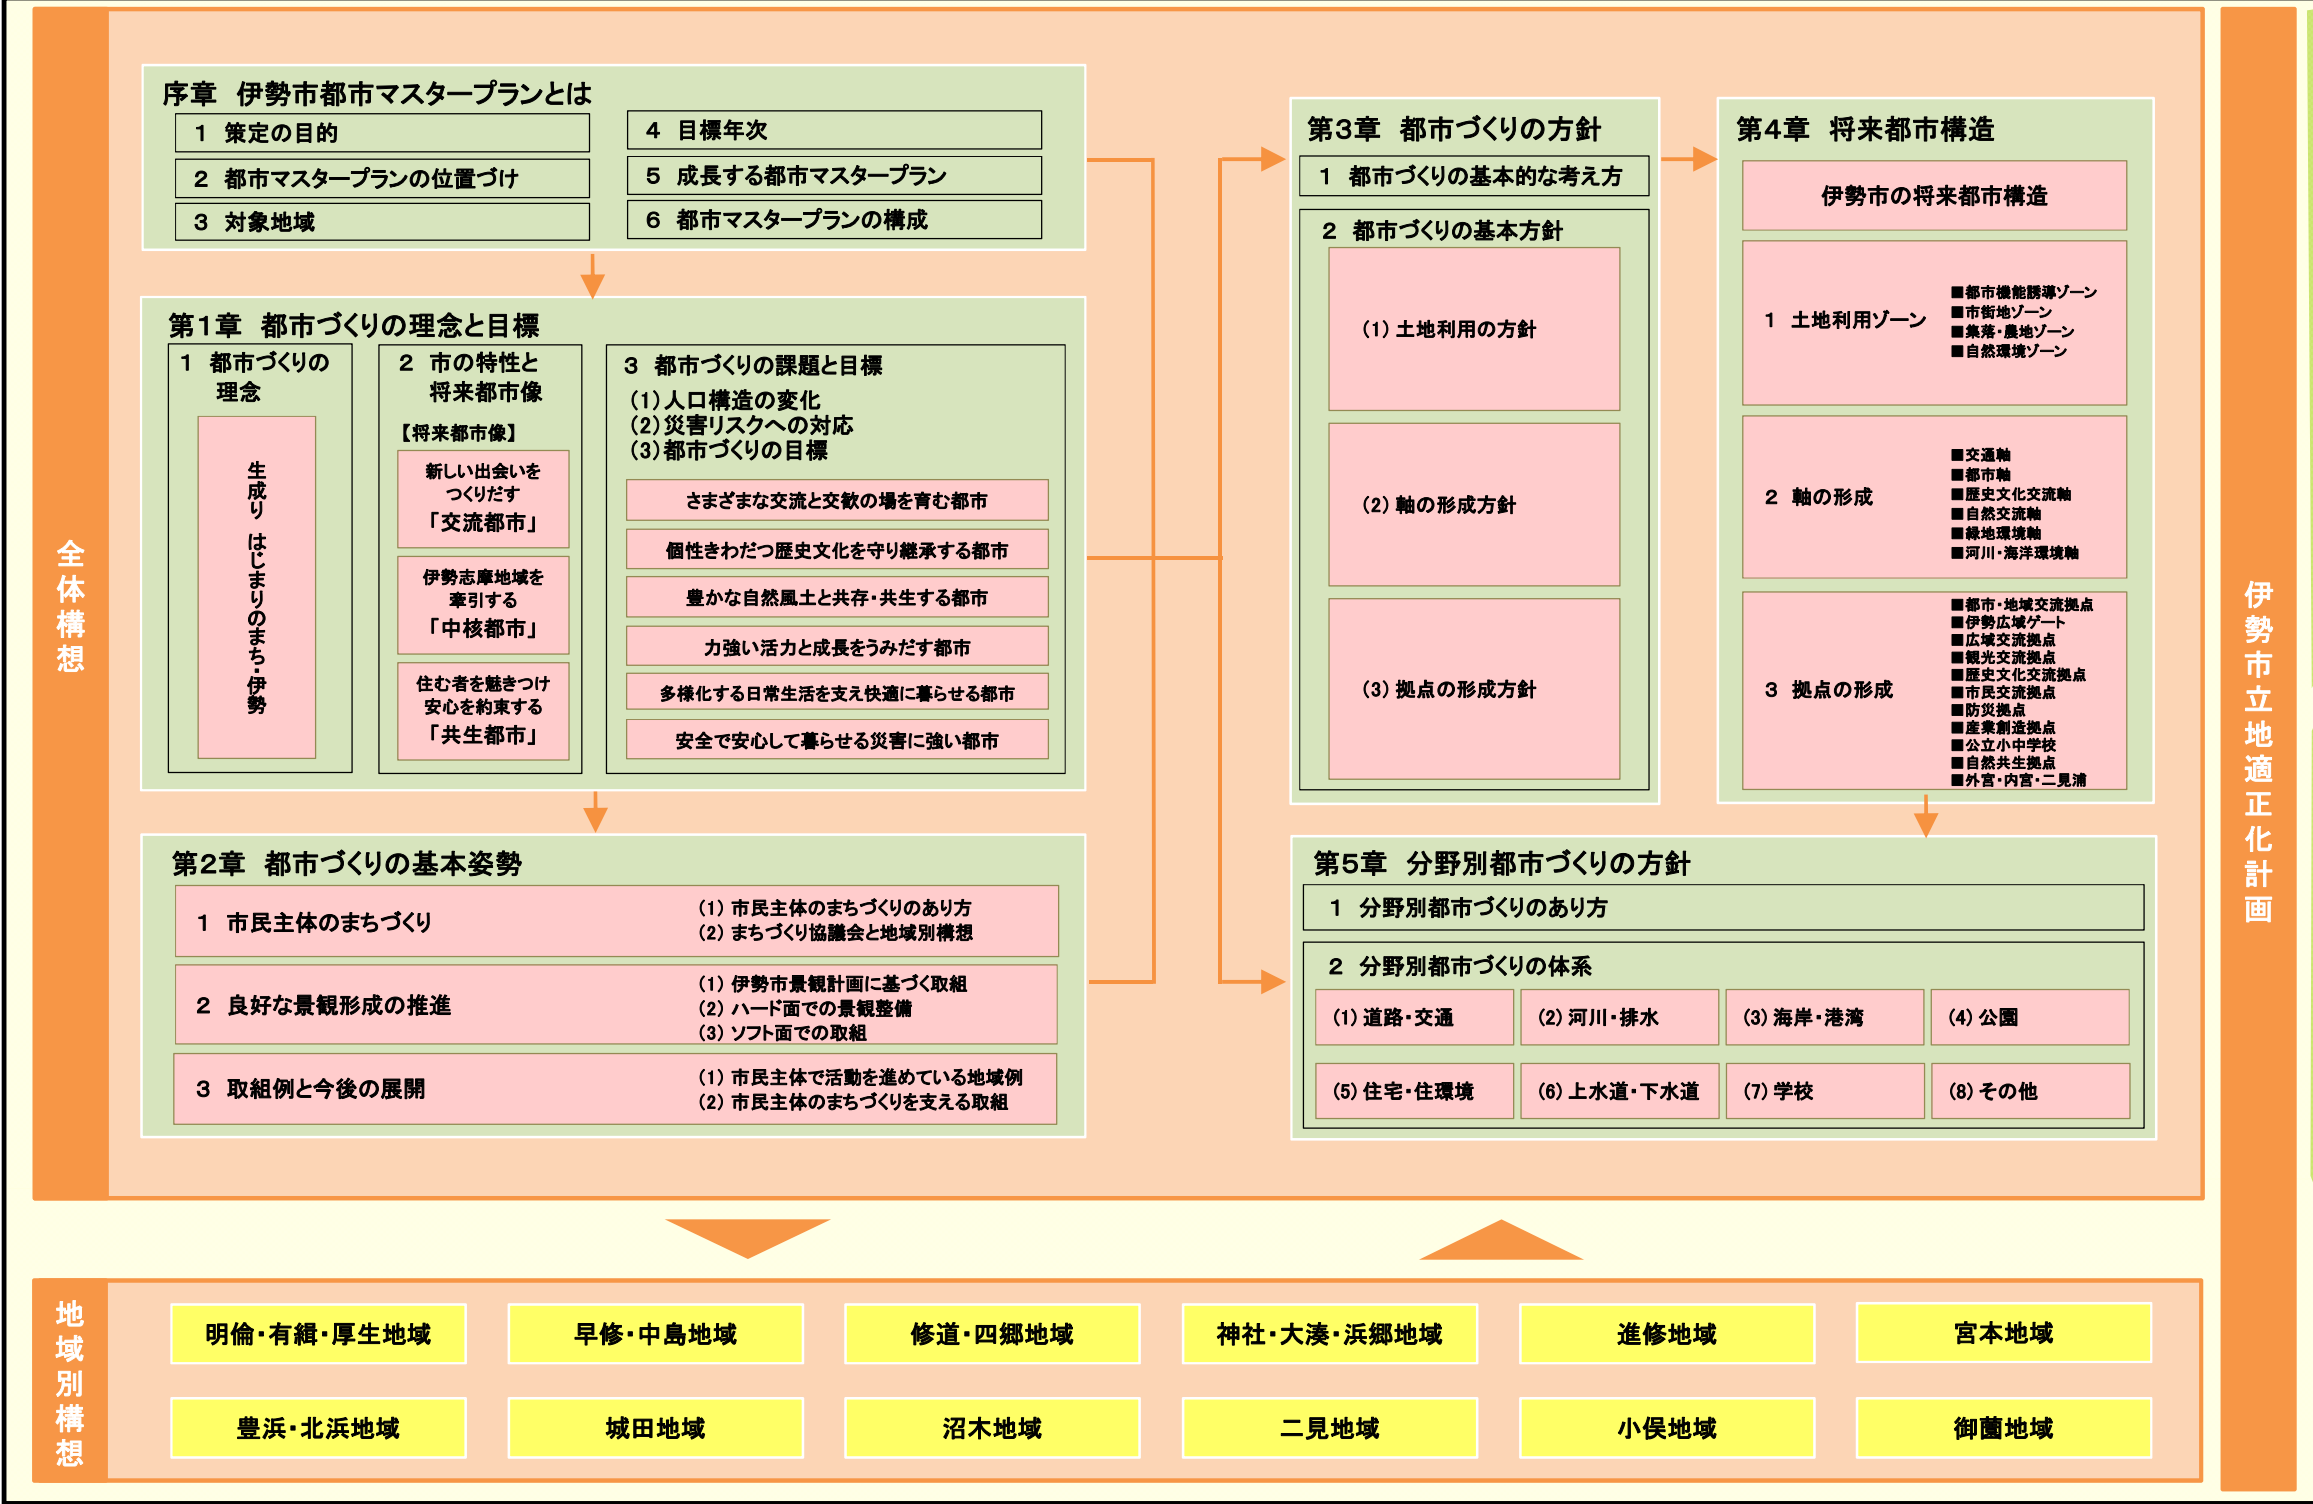 全体構想
序章 伊勢市都市マスタープランとは
1 策定の目的
2 都市マスタープランの位置づけ
3 対象地域
4 目標年次
5 成長する都市マスタープラン
6 都市マスタープランの構成
第1章 都市づくりの理念と目標
1 都市づくりの
理念
生成り はじまりのまち・伊勢
2 市の特性と
将来都市像
【将来都市像】
新しい出会いを
つくりだす
「交流都市」
伊勢志摩地域を
牽引する
「中核都市」
住む者を魅きつけ
安心を約束する
「共生都市」
3 都市づくりの課題と目標
(1)人口構造の変化
(2)災害リスクへの対応
(3)都市づくりの目標
さまざまな交流と交歓の場を育む都市
個性きわだつ歴史文化を守り継承する都市
豊かな自然風土と共存・共生する都市
力強い活力と成長をうみだす都市
多様化する日常生活を支え快適に暮らせる都市
安全で安心して暮らせる災害に強い都市
第2章 都市づくりの基本姿勢
1 市民主体のまちづくり
(1) 市民主体のまちづくりのあり方
(2) まちづくり協議会と地域別構想
2 良好な景観形成の推進
(1) 伊勢市景観計画に基づく取組
(2) ハード面での景観整備
(3) ソフト面での取組
3 取組例と今後の展開
(1) 市民主体で活動を進めている地域例
(2) 市民主体のまちづくりを支える取組
第3章 都市づくりの方針
1 都市づくりの基本的な考え方
2 都市づくりの基本方針
(1) 土地利用の方針
(2) 軸の形成方針
(3) 拠点の形成方針
第4章 将来都市構造
伊勢市の将来都市構造
1 土地利用ゾーン
■都市機能誘導ゾーン
■市街地ゾーン
■集落・農地ゾーン
■自然環境ゾーン
2 軸の形成
■交通軸
■都市軸
■歴史文化交流軸
■自然交流軸
■緑地環境軸
■河川・海洋環境軸
3 拠点の形成
■都市・地域交流拠点
■伊勢広域ゲート
■広域交流拠点
■観光交流拠点
■歴史文化交流拠点
■市民交流拠点
■防災拠点
■産業創造拠点
■公立小中学校
■自然共生拠点
■外宮・内宮・二見浦
第5章 分野別都市づくりの方針
1 分野別都市づくりのあり方
2 分野別都市づくりの体系
(1) 道路・交通
(2) 河川・排水
(3) 海岸・港湾
(4) 公園
(5) 住宅・住環境
(6) 上水道・下水道
(7) 学校
(8) その他
伊勢市立地適正化計画
地域別構想
明倫・有緝・厚生地域
早修・中島地域
修道・四郷地域
神社・大湊・浜郷地域
進修地域
宮本地域
豊浜・北浜地域
城田地域
沼木地域
二見地域
小俣地域
御薗地域